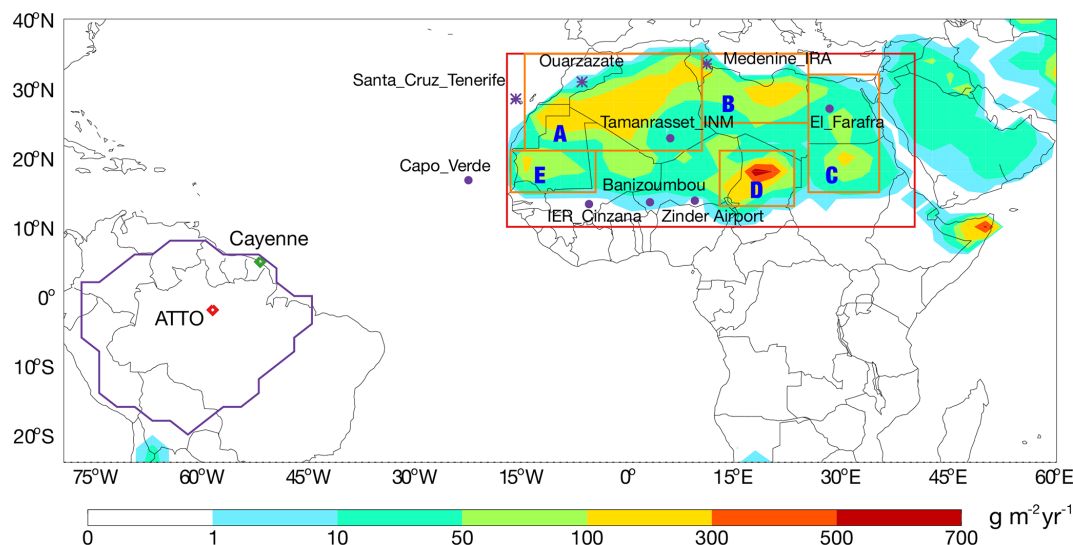 40°N
Ouarzazate
Medenine_IRA
30°N
Santa_Cruz_Tenerife
B
A
Tamanrasset_INM
El_Farafra
20°N
Capo_Verde
E
Banizoumbou
D
C
IER_Cinzana
Zinder Airport
10°N
Cayenne
0°
ATTO
10°S
20°S
75°W 60°W 45°W 30°W 15°W 0° 15°E 30°E 45°E 60°E
0 1 10 50 100 300 500 700
g m-2yr-1